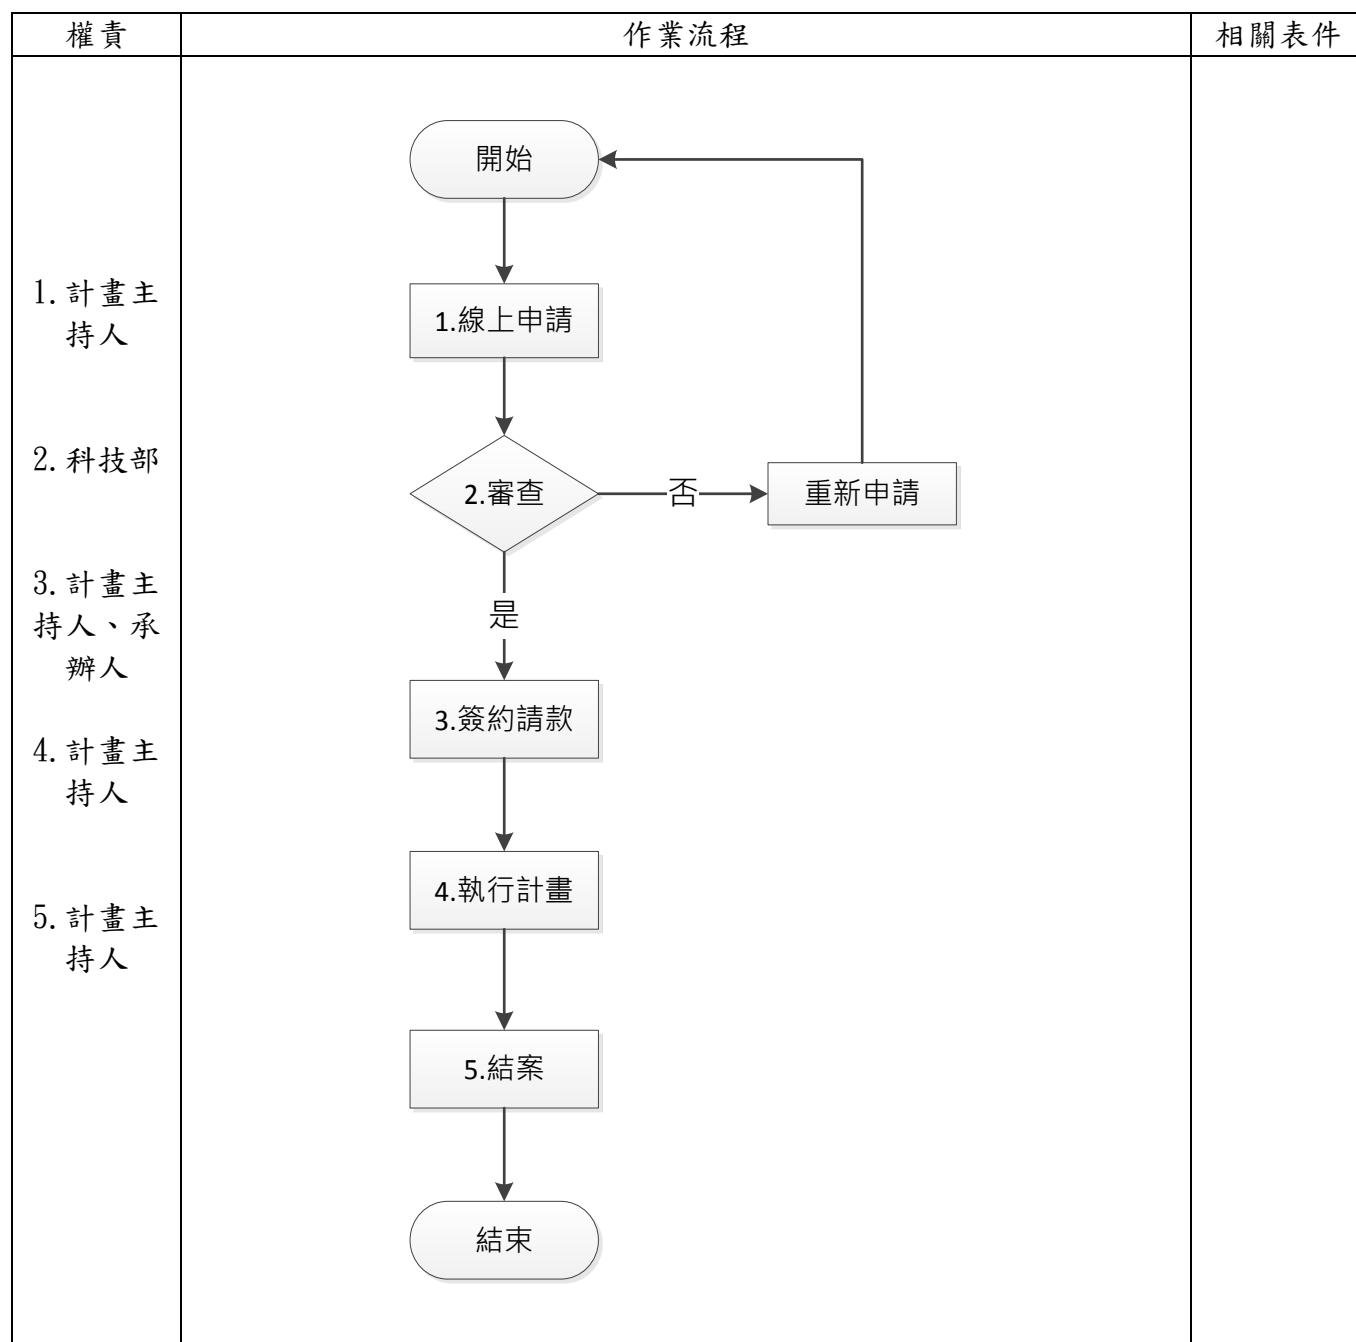 權責
作業流程
相關表件
開始
1.計畫主
持人
1.線上申請
2.科技部
2.審查
否
重新申請
3.計畫主
持人、承
辦人
是
3.簽約請款
4.計畫主
持人
4.執行計畫
5.計畫主
持人
5.結案
結束